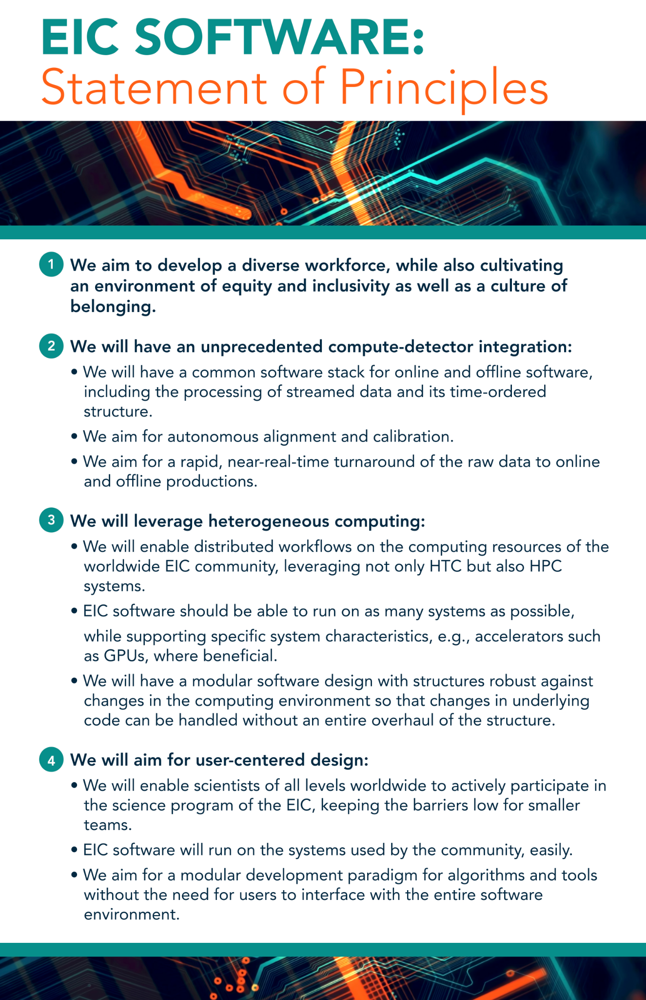 EIC SOFTWARE:
Statement of Principles
1 We aim to develop a diverse workforce, while also cultivating
an environment of equity and inclusivity as well as a culture of
belonging.
2 We will have an unprecedented compute-detector integration:
• We will have a common software stack for online and offline software,
including the processing of streamed data and its time-ordered
structure.
• We aim for autonomous alignment and calibration.
• We aim for a rapid, near-real-time turnaround of the raw data to online
and offline productions.
3 We will leverage heterogeneous computing:
• We will enable distributed workflows on the computing resources of the
worldwide EIC community, leveraging not only HTC but also HPC
systems.
• EIC software should be able to run on as many systems as possible,
while supporting specific system characteristics, e.g., accelerators such
as GPUs, where beneficial.
• We will have a modular software design with structures robust against
changes in the computing environment so that changes in underlying
code can be handled without an entire overhaul of the structure.
4 We will aim for user-centered design:
• We will enable scientists of all levels worldwide to actively participate in
the science program of the EIC, keeping the barriers low for smaller
teams.
• EIC software will run on the systems used by the community, easily.
• We aim for a modular development paradigm for algorithms and tools
without the need for users to interface with the entire software
environment.